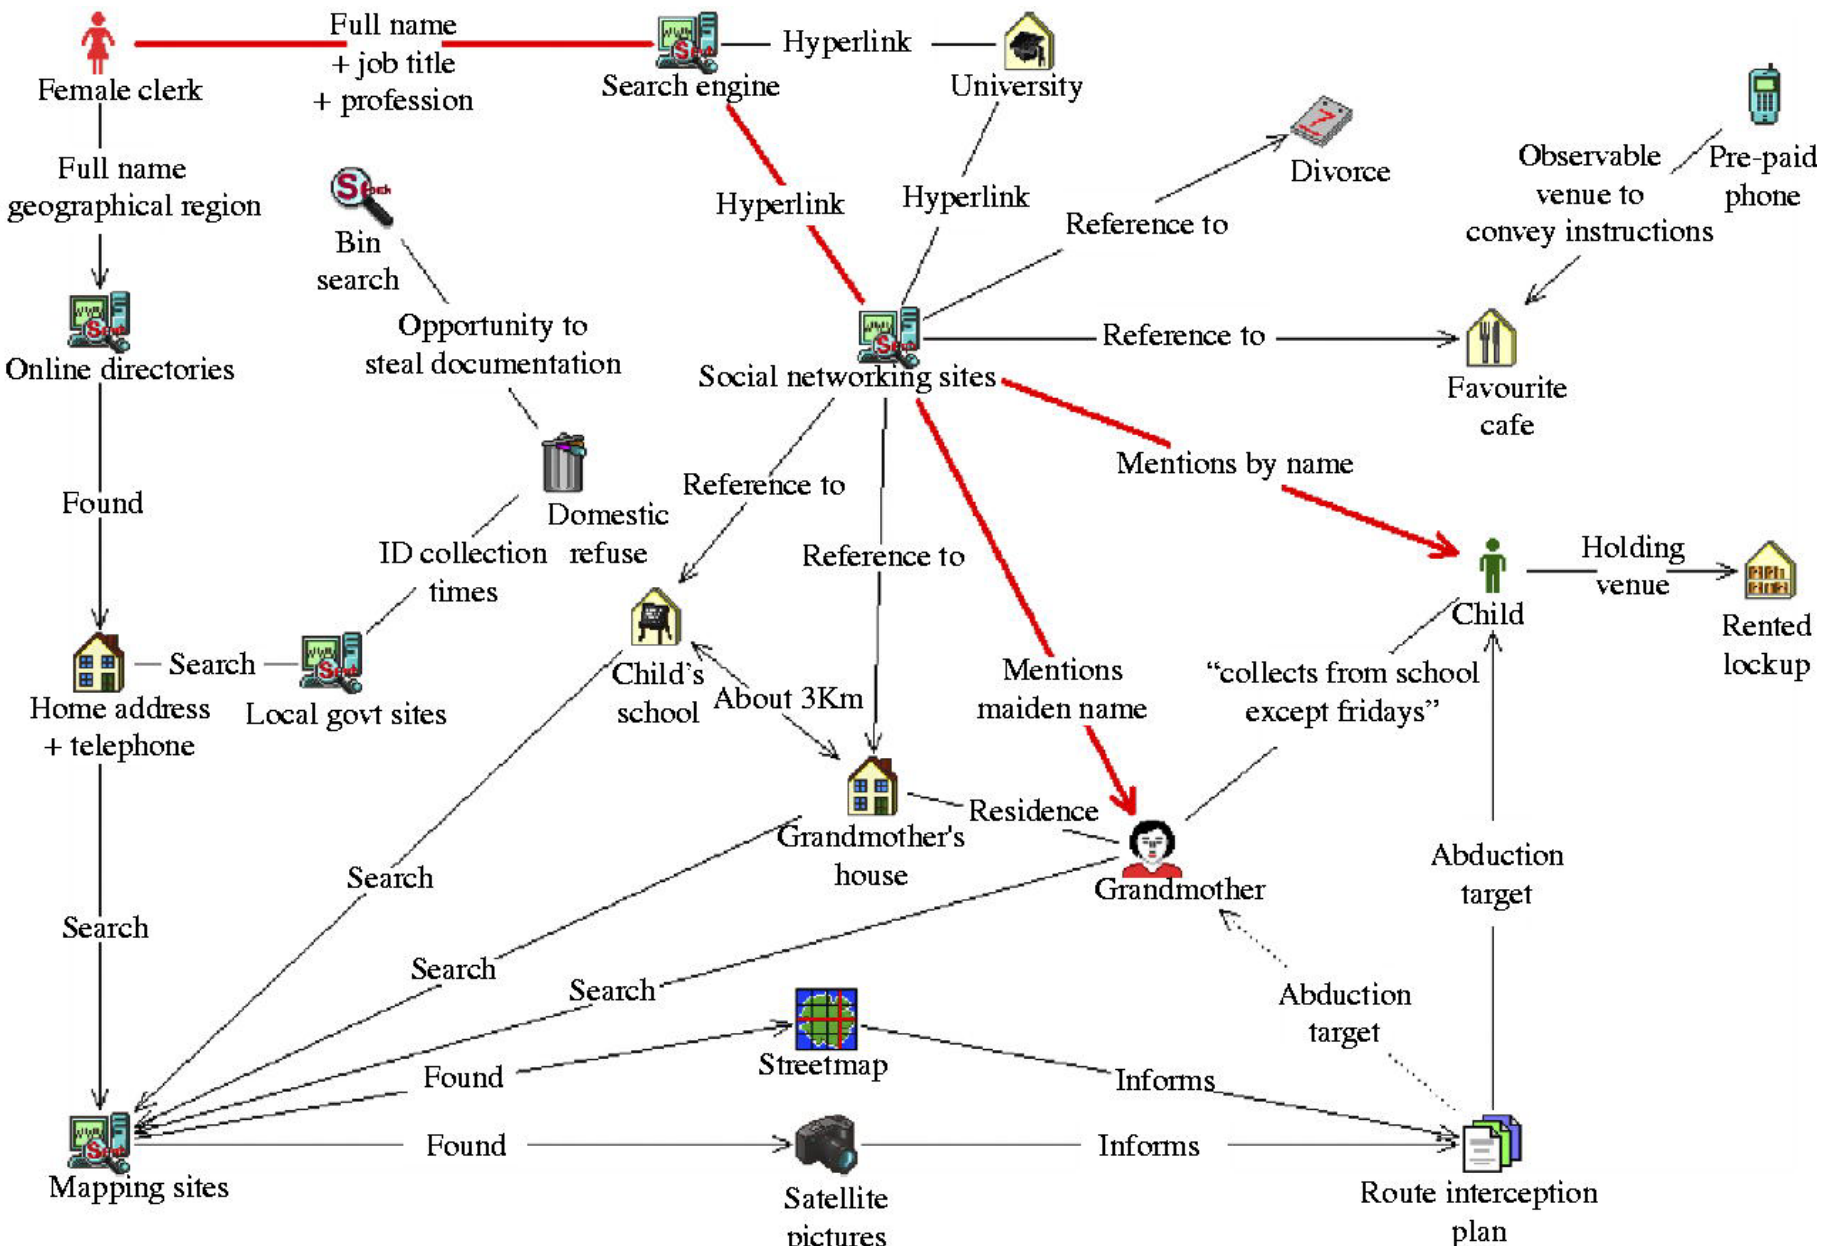 Full name
+ job title
+ profession
Female clerk
Search engine
Hyperlink
University
Full name
geographical region
Bin
search
Hyperlink
Hyperlink
Divorce
Reference to
Observable
venue to
convey instructions
Pre-paid
phone
Online directories
Opportunity to
steal documentation
Social networking sites
Reference to
Favourite
cafe
Found
Domestic
refuse
ID collection
times
Reference to
Reference to
Mentions by name
Child
Holding
venue
Rented
lockup
Home address
+ telephone
Search
Local govt sites
Child's
school
About 3Km
Mentions
maiden name
“collects from school
except fridays”
Grandmother's
house
Residence
Grandmother
Abduction
target
Search
Search
Search
Search
Abduction
target
Streetmap
Found
Informs
Mapping sites
Found
Satellite
pictures
Informs
Route interception
plan